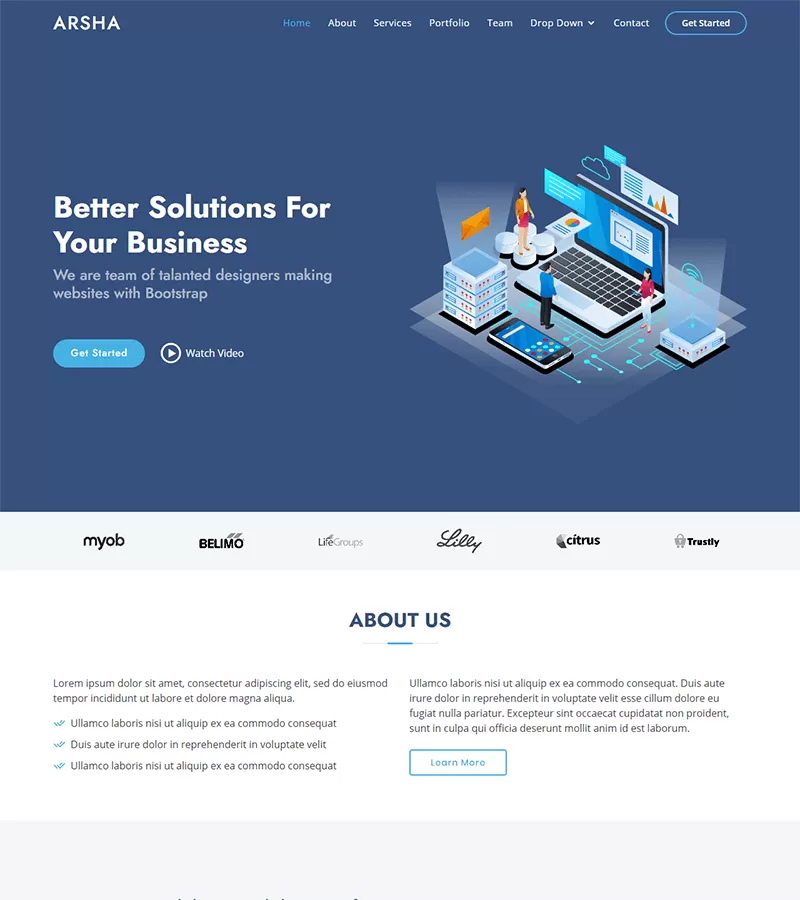 ARSHA
Home About Services Portfolio Team Drop Down Contact Get Started
Better Solutions For
Your Business
We are team of talanted designers making
websites with Bootstrap
Get Started Watch Video
myob BELIMO LifeGroups Lilly citrus Trustly
ABOUT US
Lorem ipsum dolor sit amet, consectetur adipiscing elit, sed do eiusmod
tempor incididunt ut labore et dolore magna aliqua.
Ullamco laboris nisi ut aliquip ex ea commodo consequat
Duis aute irure dolor in reprehenderit in voluptate velit
Ullamco laboris nisi ut aliquip ex ea commodo consequat
Ullamco laboris nisi ut aliquip ex ea commodo consequat. Duis aute
irure dolor in reprehenderit in voluptate velit esse cillum dolore eu
fugiat nulla pariatur. Excepteur sint occaecat cupidatat non proident,
sunt in culpa qui officia deserunt mollit anim id est laborum.
Learn More